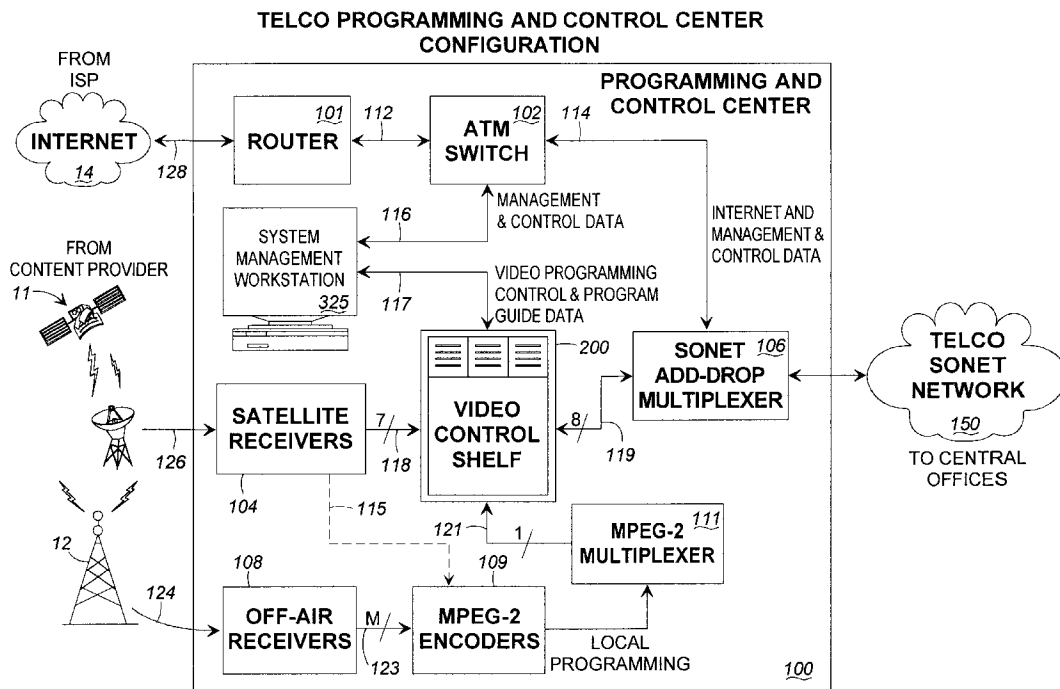 TELCO PROGRAMMING AND CONTROL CENTER
CONFIGURATION
FROM
ISP
INTERNET
14
128
PROGRAMMING AND
CONTROL CENTER
101
ROUTER
112
102
ATM
SWITCH
114
MANAGEMENT
& CONTROL DATA
116
INTERNET AND
MANAGEMENT &
CONTROL DATA
SYSTEM
MANAGEMENT
WORKSTATION
325
117
VIDEO PROGRAMMING
CONTROL & PROGRAM
GUIDE DATA
FROM
CONTENT PROVIDER
11
200
VIDEO
CONTROL
SHELF
SONET 106
ADD-DROP
MULTIPLEXER
TELCO
SONET
NETWORK
150
TO CENTRAL
OFFICES
126
SATELLITE
RECEIVERS
104
7
118
8
119
115
121
1
111
MPEG-2
MULTIPLEXER
12
124
108
OFF-AIR
RECEIVERS
M
123
109
MPEG-2
ENCODERS
LOCAL
PROGRAMMING
100